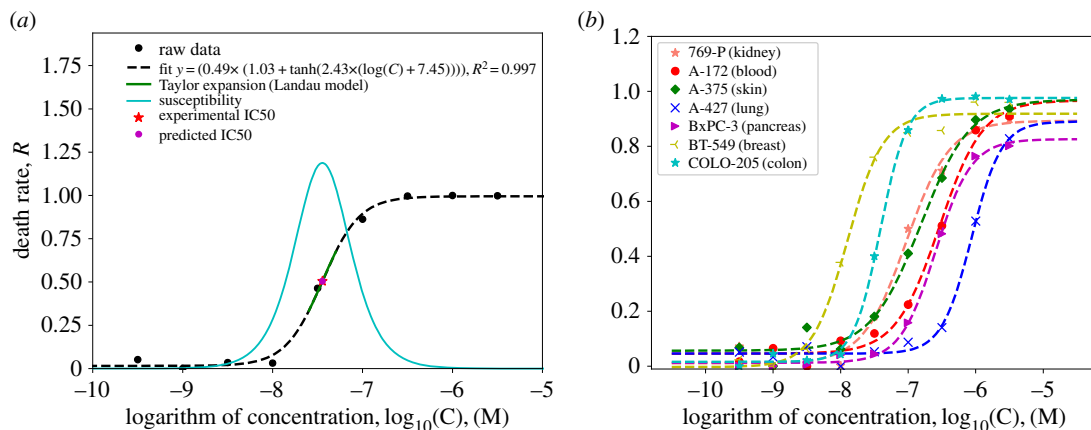 (a)
raw data
fit y = (0.49× (1.03 + tanh(2.43×(log(C) + 7.45)))), R² = 0.997
Taylor expansion (Landau model)
susceptibility
experimental IC50
predicted IC50
death rate, R
1.75
1.50
1.25
1.00
0.75
0.50
0.25
0
−10 −9 −8 −7 −6 −5
logarithm of concentration, log₁₀(C), (M)
(b)
769-P (kidney)
A-172 (blood)
A-375 (skin)
A-427 (lung)
BxPC-3 (pancreas)
BT-549 (breast)
COLO-205 (colon)
1.2
1.0
0.8
0.6
0.4
0.2
0
−10 −9 −8 −7 −6 −5
logarithm of concentration, log₁₀(C), (M)